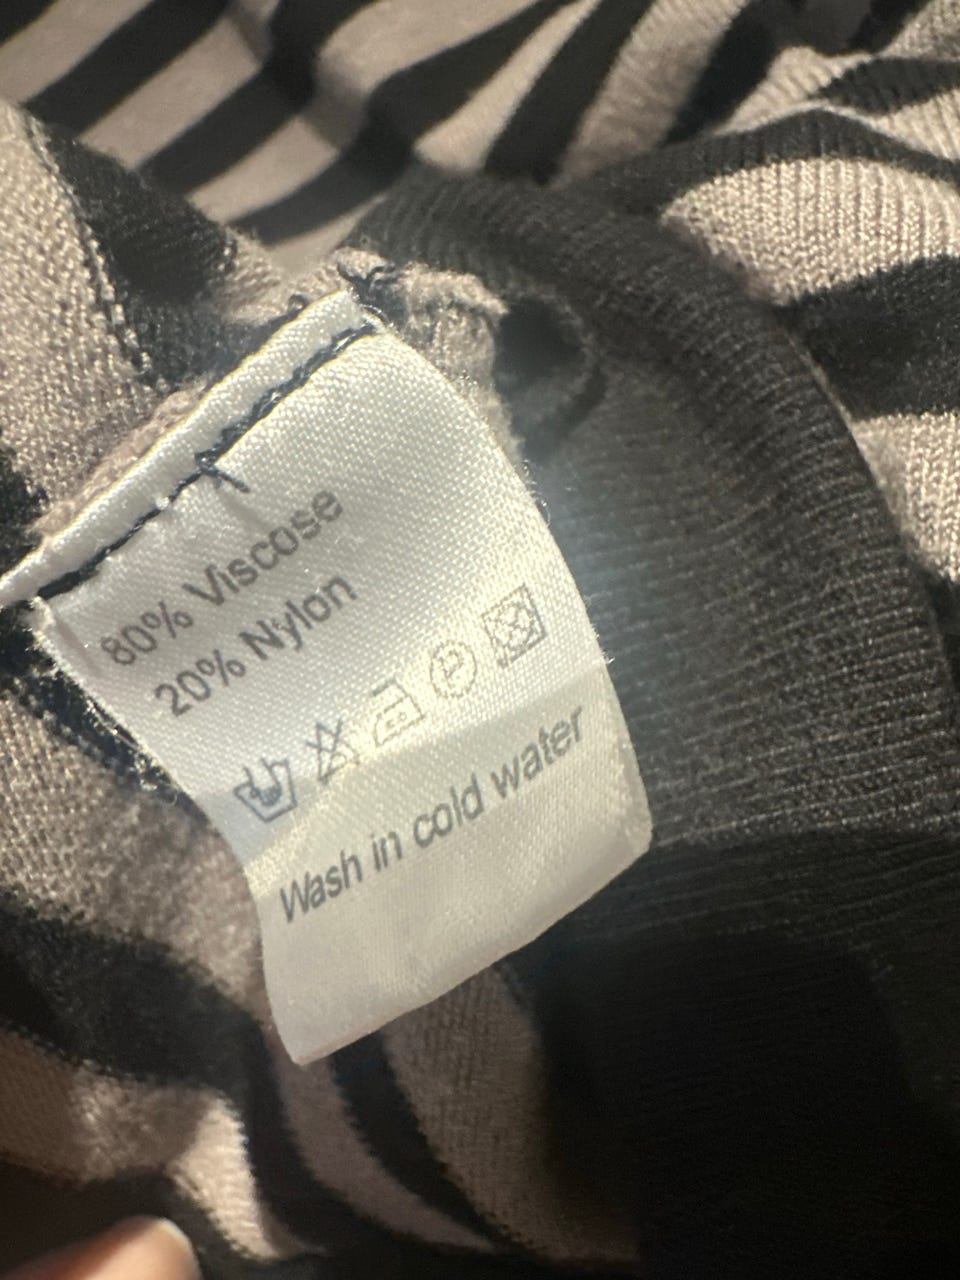 80% Viscose
20% Nylon
P
Wash in cold water